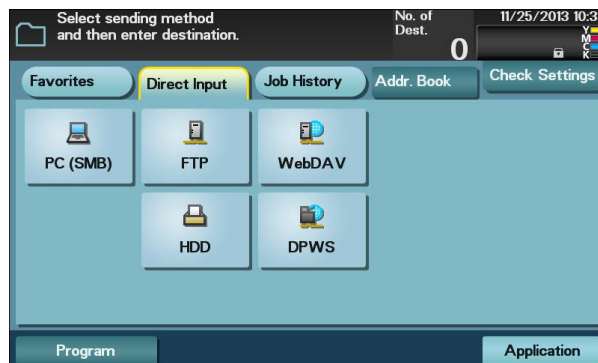 Select sending method
and then enter destination.
No. of
Dest.
0
11/25/2013 10:3
Y
M
C
K
Favorites
Direct Input
Job History
Addr. Book
Check Settings
PC (SMB)
FTP
WebDAV
HDD
DPWS
Program
Application